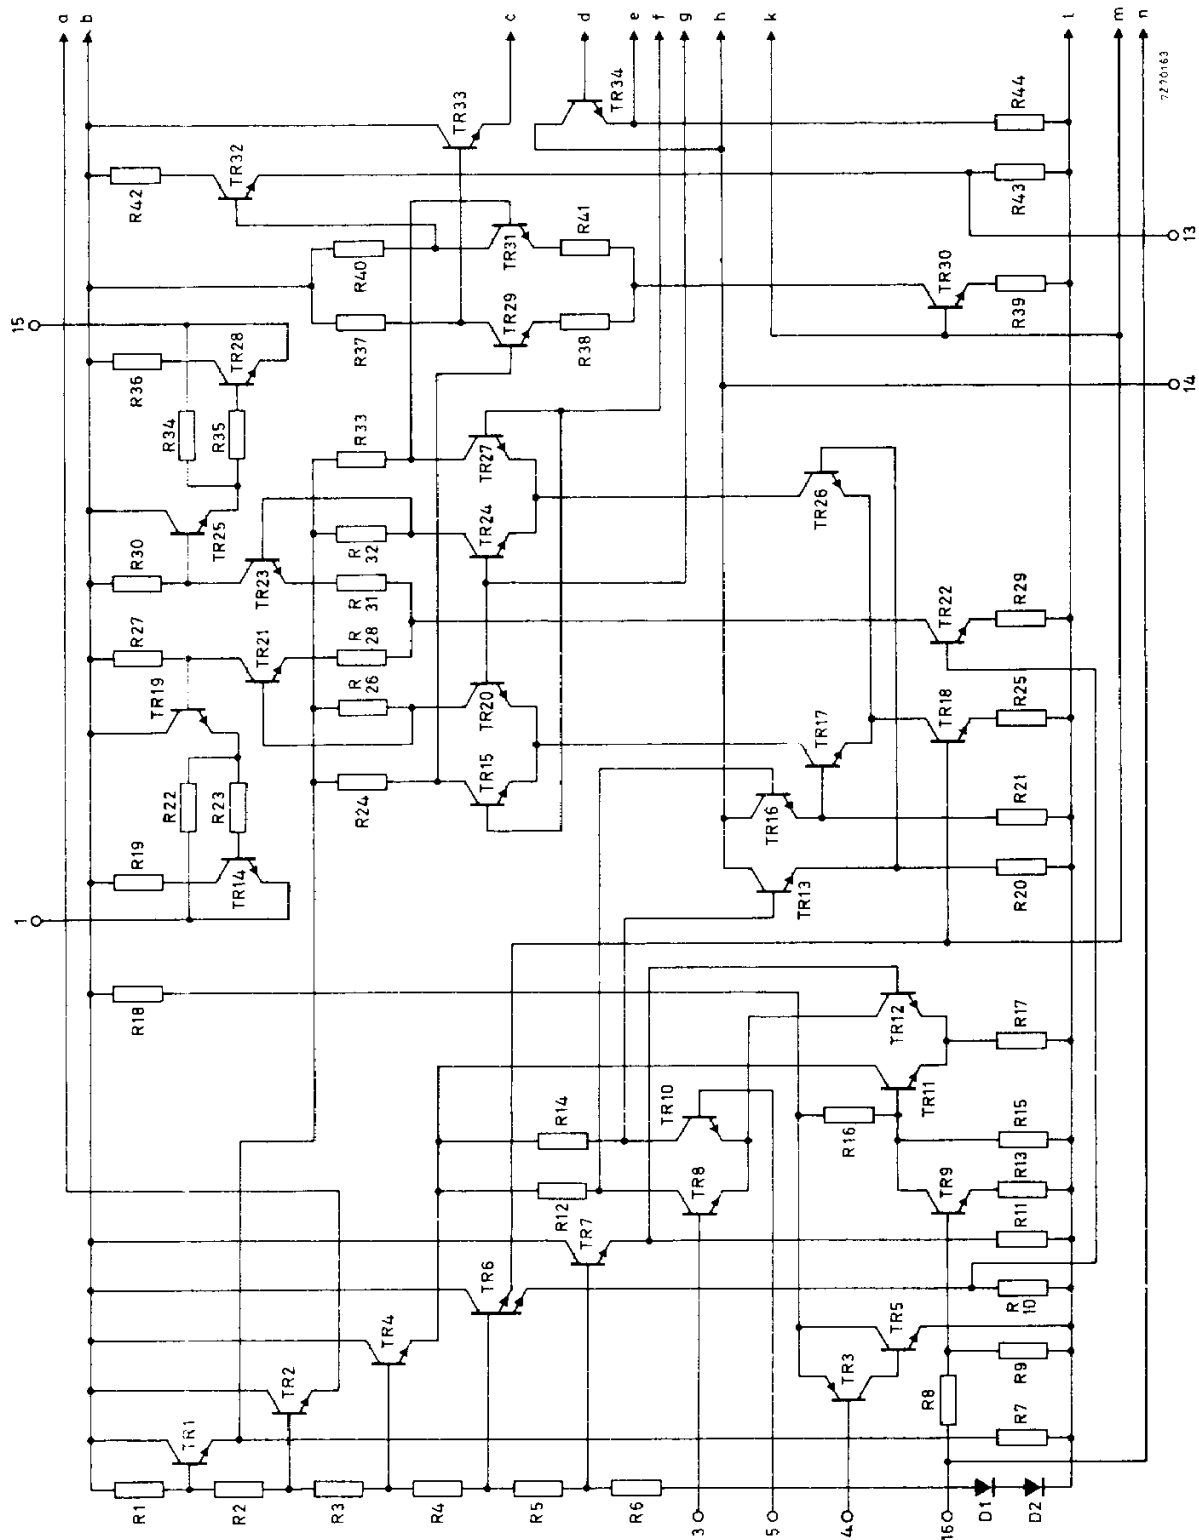 a
b
c
d
e
f
g
h
k
l
m
n
1
15
R1
R2
R3
R4
R5
R6
TR1
TR2
TR4
TR6
TR7
R18
R19
TR14
R22
R23
TR19
R27
R30
TR21
TR23
TR25
R34
R35
R36
TR28
R42
TR32
TR33
TR34
R24
R
26
R
28
R
31
R
32
R33
R37
R40
TR15
TR20
TR24
TR27
TR29
TR31
R38
R41
R12
R14
TR8
TR10
TR13
TR16
TR17
TR26
3
5
4
16
TR3
TR5
R8
TR9
R16
TR11
TR12
TR18
TR22
TR30
D1
D2
R7
R9
R
10
R11
R13
R15
R17
R20
R21
R25
R29
R39
R43
R44
14
13
7Z70163